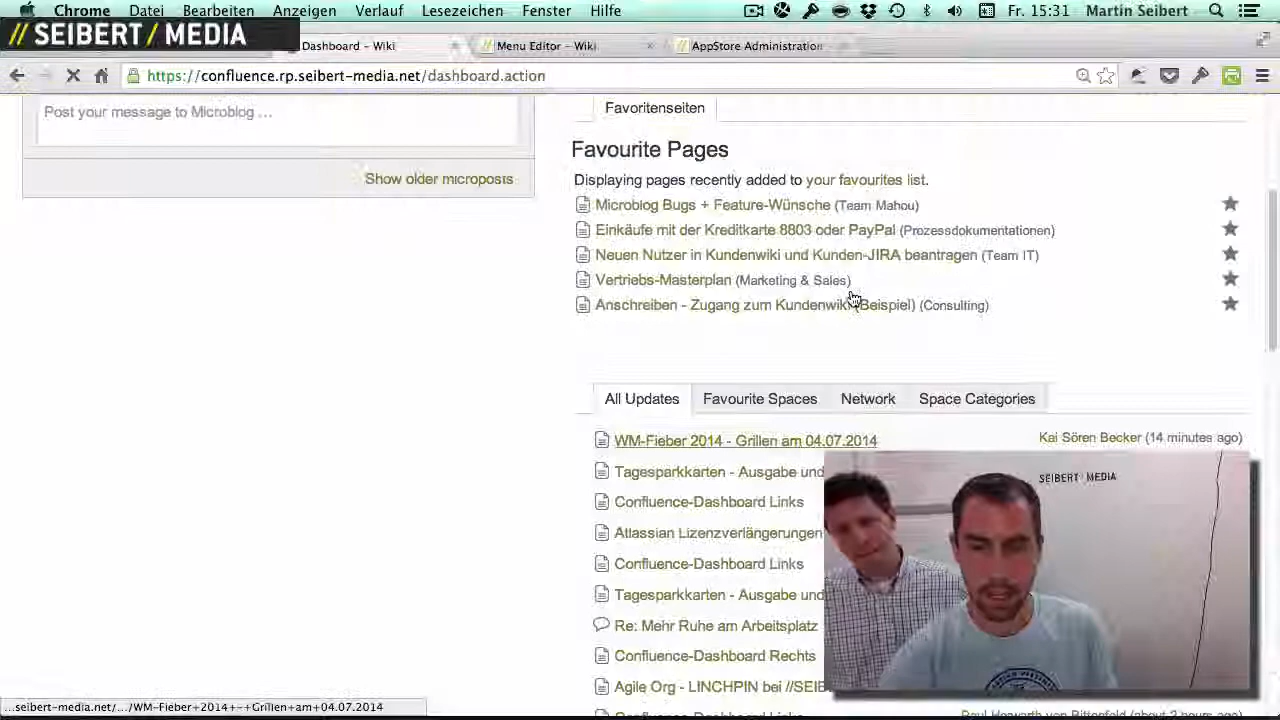 Chrome Datei Bearbeiten Anzeigen Verlauf Lesezeichen Fenster Hilfe Fr. 15:31 Martin Seibert
// SEIBERT / MEDIA
Dashboard - Wiki Menu Editor - Wiki AppStore Administration
https://confluence.rp.seibert-media.net/dashboard.action
Post your message to Microblog ...
Show older microposts
Favoritenseiten
Favourite Pages
Displaying pages recently added to your favourites list.
Microblog Bugs + Feature-Wünsche (Team Mahou)
Einkäufe mit der Kreditkarte 8803 oder PayPal (Prozessdokumentationen)
Neuen Nutzer in Kundenwiki und Kunden-JIRA beantragen (Team IT)
Vertriebs-Masterplan (Marketing & Sales)
Anschreiben - Zugang zum Kundenwiki (Beispiel) (Consulting)
All Updates Favourite Spaces Network Space Categories
WM-Fieber 2014 - Grillen am 04.07.2014 Kai Sören Becker (14 minutes ago)
Tagesparkkarten - Ausgabe und
Confluence-Dashboard Links
Atlassian Lizenzverlängerungen
Confluence-Dashboard Links
Tagesparkkarten - Ausgabe und
Re: Mehr Ruhe am Arbeitsplatz
Confluence-Dashboard Rechts
Agile Org - LINCHPIN bei //SEIB
SEIBERT / MEDIA
...seibert-media.net/.../WM-Fieber+2014+-+Grillen+am+04.07.2014